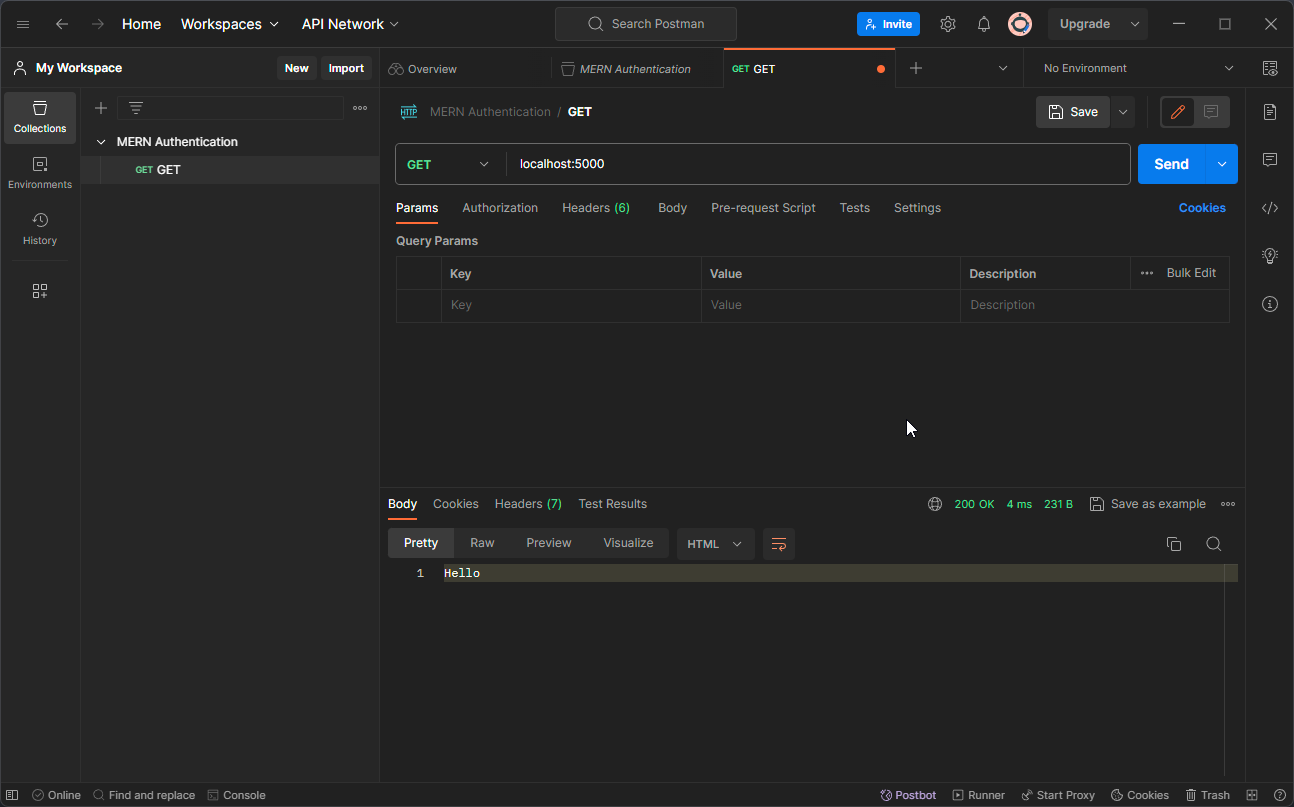 Home Workspaces API Network Search Postman Invite Upgrade
My Workspace New Import Overview MERN Authentication GET GET No Environment
Collections
Environments
History
MERN Authentication
GET GET
HTTP MERN Authentication / GET Save
GET localhost:5000 Send
Params Authorization Headers (6) Body Pre-request Script Tests Settings Cookies
Query Params
Key Value Description Bulk Edit
Key Value Description
Body Cookies Headers (7) Test Results 200 OK 4 ms 231 B Save as example
Pretty Raw Preview Visualize HTML
1 Hello
Online Find and replace Console Postbot Runner Start Proxy Cookies Trash